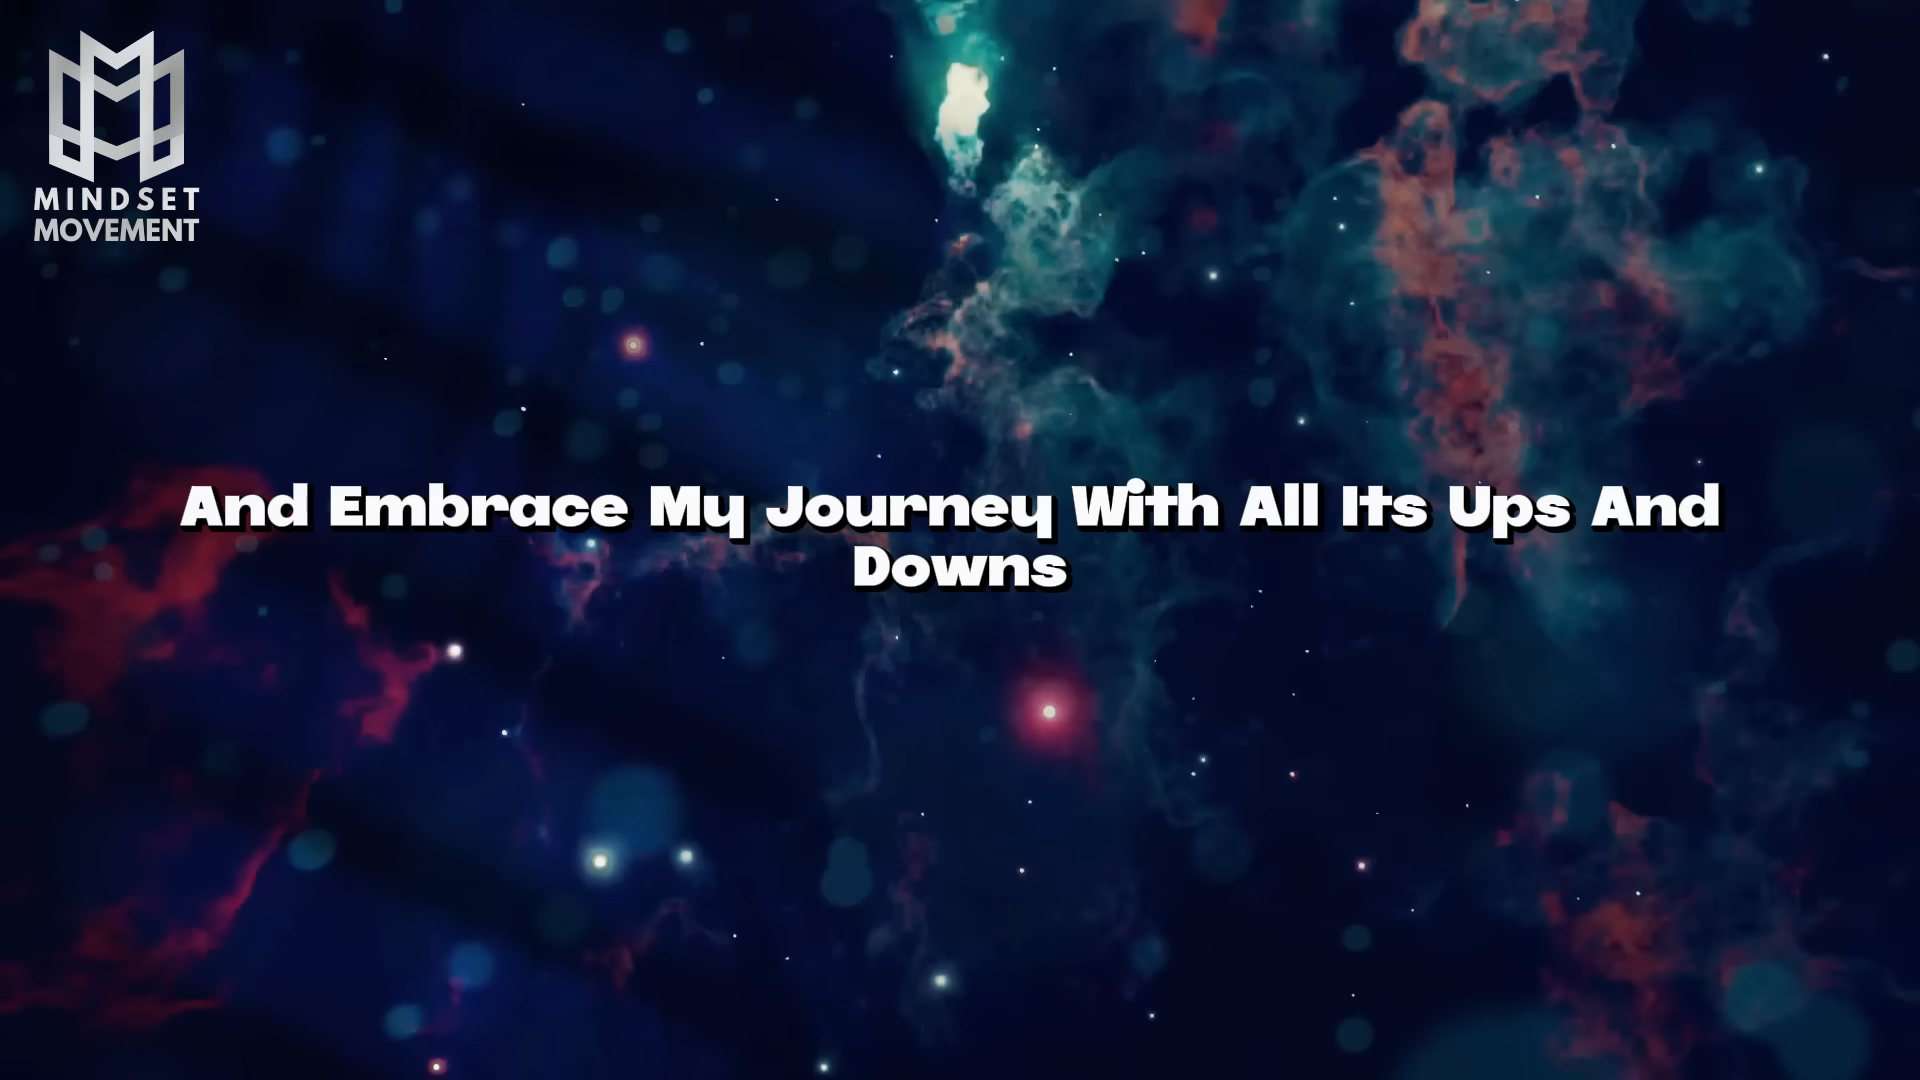 MINDSET
MOVEMENT
And Embrace My Journey With All Its Ups And
Downs